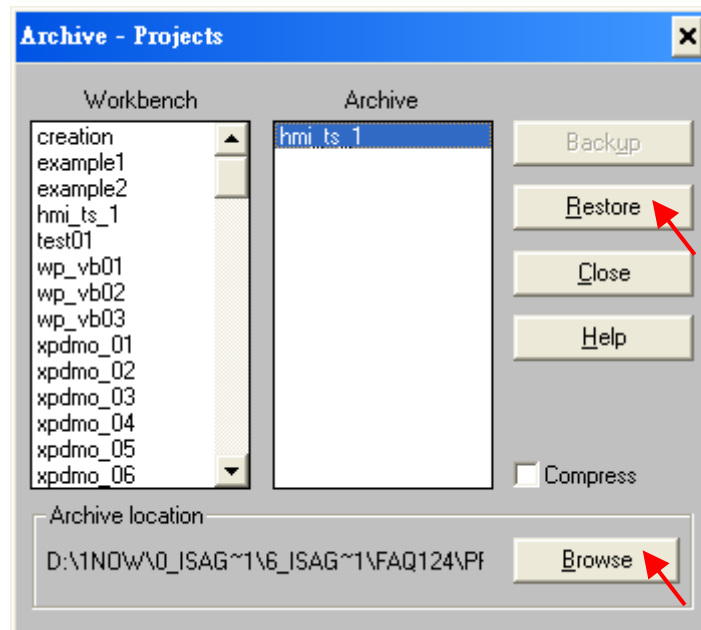 Archive - Projects
Workbench
Archive
creation
example1
example2
hmi_ts_1
test01
wp_vb01
wp_vb02
wp_vb03
xpdmo_01
xpdmo_02
xpdmo_03
xpdmo_04
xpdmo_05
xpdmo_06
hmi_ts_1
Backup
Restore
Close
Help
Compress
Archive location
D:\1NOW\0_ISAG~1\6_ISAG~1\FAQ124\PF
Browse